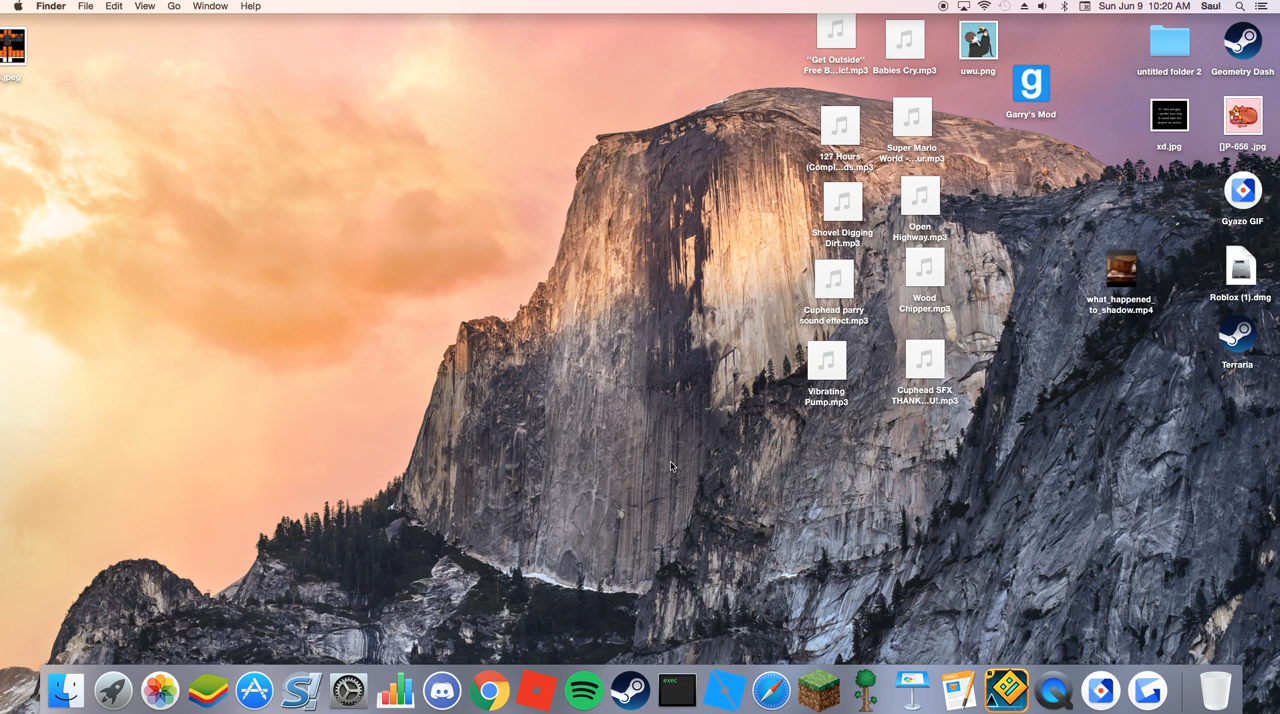 Finder File Edit View Go Window Help
Sun Jun 9 10:20 AM Saul
.jpeg
"Get Outside"
Free B...ic!.mp3
Babies Cry.mp3
uwu.png
g
Garry's Mod
untitled folder 2
Geometry Dash
127 Hours
(Compl...ds.mp3
Super Mario
World -...ur.mp3
xd.jpg
[]P-656 .jpg
Shovel Digging
Dirt.mp3
Open
Highway.mp3
Gyazo GIF
Cuphead parry
sound effect.mp3
Wood
Chipper.mp3
what_happened_
to_shadow.mp4
Roblox (1).dmg
Vibrating
Pump.mp3
Cuphead SFX
THANK...U!.mp3
Terraria
exec